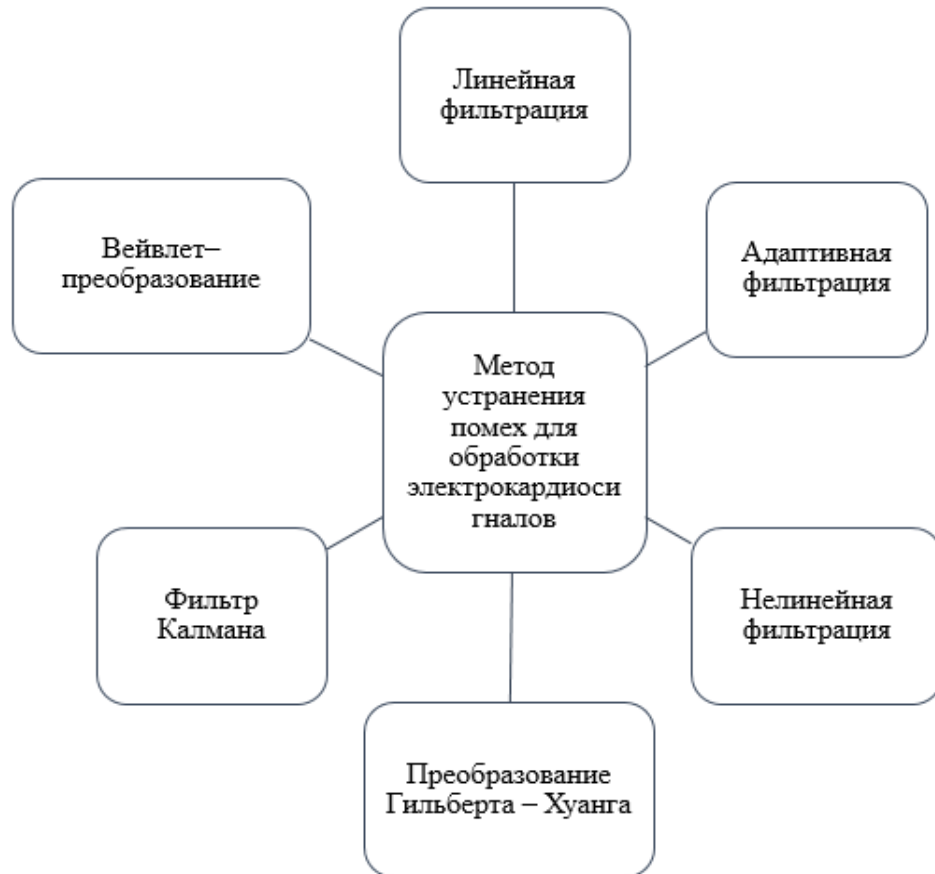 Линейная
фильтрация
Вейвлет–
преобразование
Адаптивная
фильтрация
Метод
устранения
помех для
обработки
электрокардиоси
гналов
Фильтр
Калмана
Нелинейная
фильтрация
Преобразование
Гильберта – Хуанга